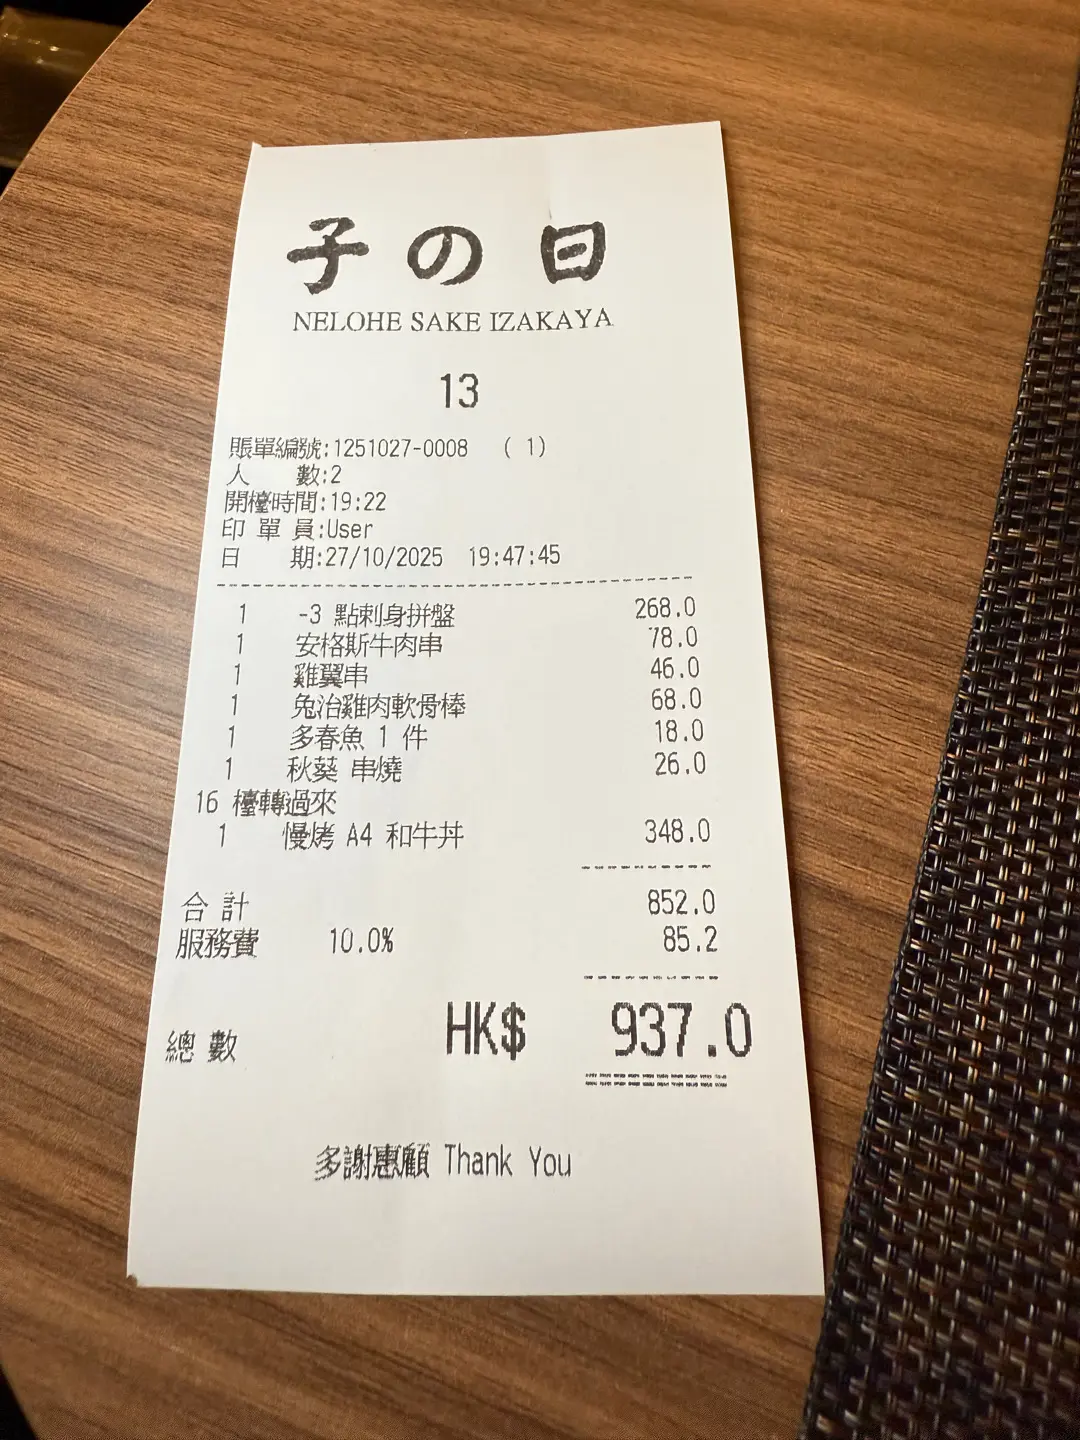 子の日
NELOHE SAKE IZAKAYA
13
賬單編號:1251027-0008 ( 1)
人 數:2
開檯時間:19:22
印 單 員:User
日 期:27/10/2025 19:47:45
1 -3 點刺身拼盤 268.0
1 安格斯牛肉串 78.0
1 雞翼串 46.0
1 免治雞肉軟骨棒 68.0
1 多春魚 1 件 18.0
1 秋葵 串燒 26.0
16 檯轉過來
1 慢烤 A4 和牛丼 348.0
合 計 852.0
服務費 10.0% 85.2
總 數 HK$ 937.0
多謝惠顧 Thank You